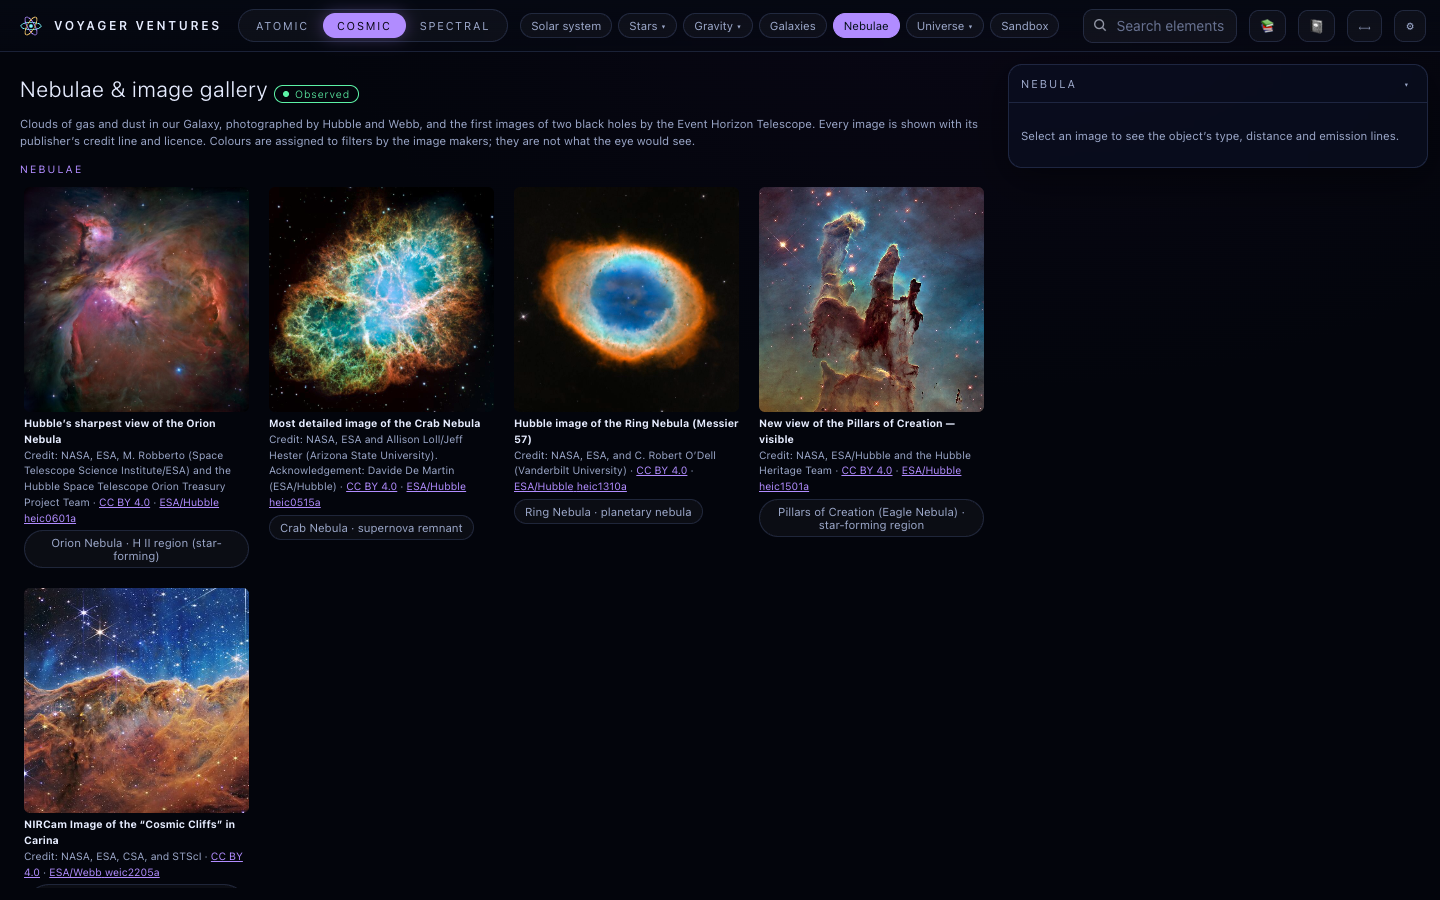 VOYAGER VENTURES
ATOMIC
COSMIC
SPECTRAL
Solar system
Stars
Gravity
Galaxies
Nebulae
Universe
Sandbox
Search elements
Nebulae & image gallery
Observed
Clouds of gas and dust in our Galaxy, photographed by Hubble and Webb, and the first images of two black holes by the Event Horizon Telescope. Every image is shown with its
publisher's credit line and licence. Colours are assigned to filters by the image makers; they are not what the eye would see.
NEBULAE
Hubble's sharpest view of the Orion
Nebula
Credit: NASA, ESA, M. Robberto (Space
Telescope Science Institute/ESA) and the
Hubble Space Telescope Orion Treasury
Project Team · CC BY 4.0 · ESA/Hubble
heic0601a
Orion Nebula · H II region (star-
forming)
Most detailed image of the Crab Nebula
Credit: NASA, ESA and Allison Loll/Jeff
Hester (Arizona State University).
Acknowledgement: Davide De Martin
(ESA/Hubble) · CC BY 4.0 · ESA/Hubble
heic0515a
Crab Nebula · supernova remnant
Hubble image of the Ring Nebula (Messier
57)
Credit: NASA, ESA, and C. Robert O'Dell
(Vanderbilt University) · CC BY 4.0 ·
ESA/Hubble heic1310a
Ring Nebula · planetary nebula
New view of the Pillars of Creation —
visible
Credit: NASA, ESA/Hubble and the Hubble
Heritage Team · CC BY 4.0 · ESA/Hubble
heic1501a
Pillars of Creation (Eagle Nebula) ·
star-forming region
NIRCam Image of the "Cosmic Cliffs" in
Carina
Credit: NASA, ESA, CSA, and STScI · CC BY
4.0 · ESA/Webb weic2205a
NEBULA
Select an image to see the object's type, distance and emission lines.